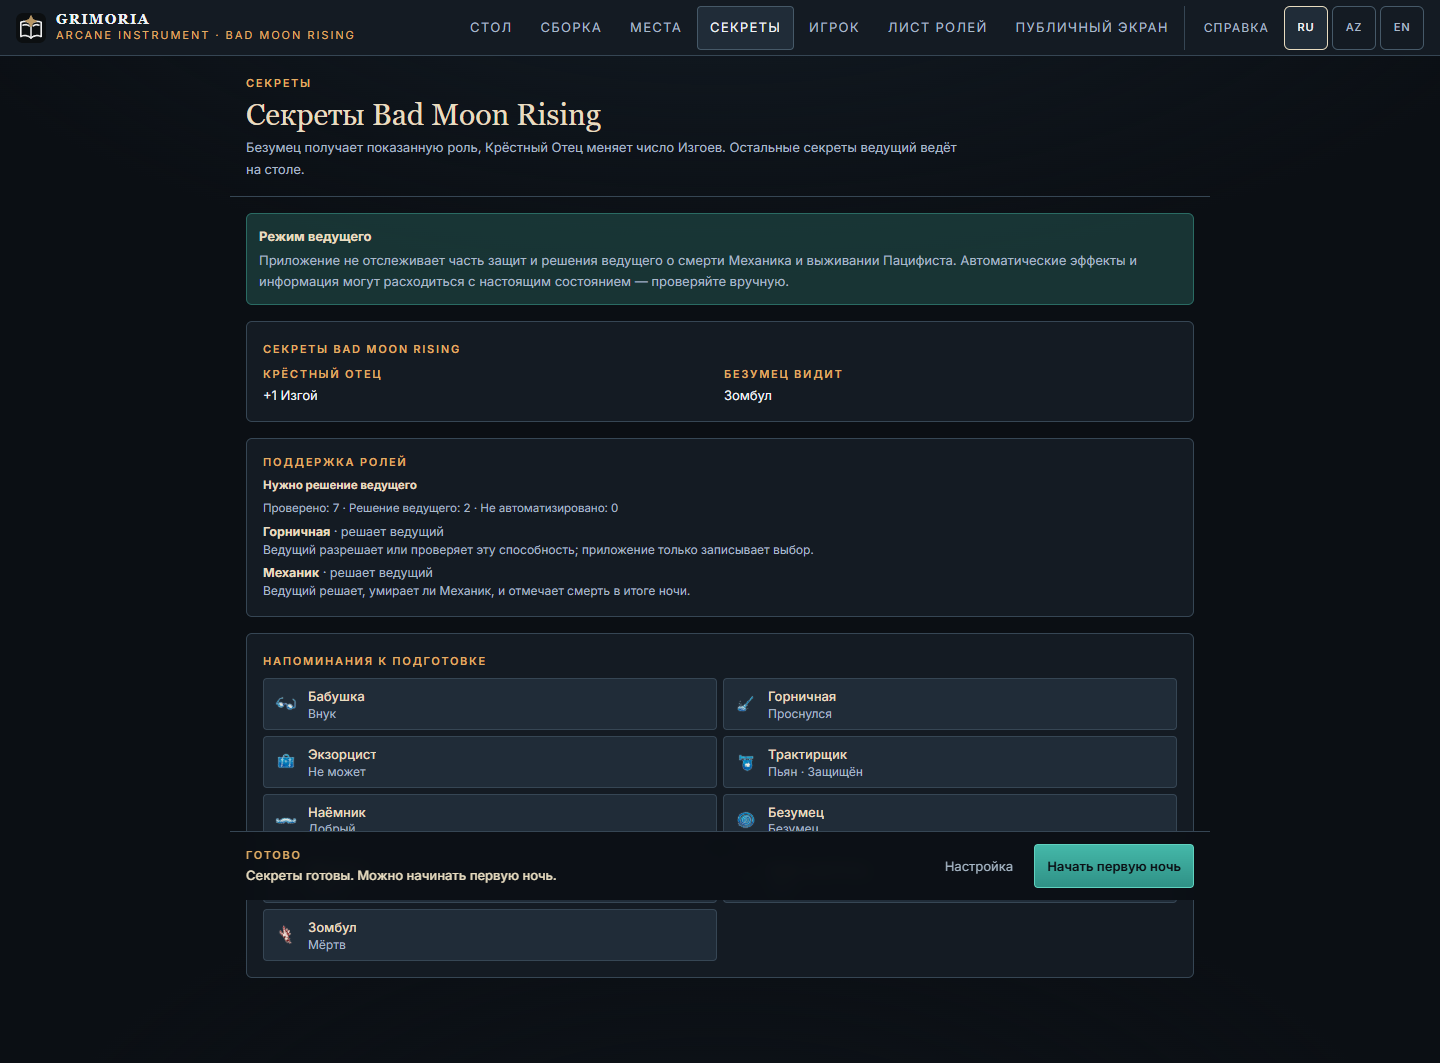 GRIMORIA
ARCANE INSTRUMENT · BAD MOON RISING
СТОЛ
СБОРКА
МЕСТА
СЕКРЕТЫ
ИГРОК
ЛИСТ РОЛЕЙ
ПУБЛИЧНЫЙ ЭКРАН
СПРАВКА
RU
AZ
EN
СЕКРЕТЫ
Секреты Bad Moon Rising
Безумец получает показанную роль, Крёстный Отец меняет число Изгоев. Остальные секреты ведущий ведёт
на столе.
Режим ведущего
Приложение не отслеживает часть защит и решения ведущего о смерти Механика и выживании Пацифиста. Автоматические эффекты и
информация могут расходиться с настоящим состоянием — проверяйте вручную.
СЕКРЕТЫ BAD MOON RISING
КРЁСТНЫЙ ОТЕЦ
+1 Изгой
БЕЗУМЕЦ ВИДИТ
Зомбул
ПОДДЕРЖКА РОЛЕЙ
Нужно решение ведущего
Проверено: 7 · Решение ведущего: 2 · Не автоматизировано: 0
Горничная · решает ведущий
Ведущий разрешает или проверяет эту способность; приложение только записывает выбор.
Механик · решает ведущий
Ведущий решает, умирает ли Механик, и отмечает смерть в итоге ночи.
НАПОМИНАНИЯ К ПОДГОТОВКЕ
Бабушка
Внук
Горничная
Проснулся
Экзорцист
Не может
Трактирщик
Пьян · Защищён
Наёмник
Добрый
Безумец
Безумец
ГОТОВО
Секреты готовы. Можно начинать первую ночь.
Настройка
Начать первую ночь
Зомбул
Мёртв